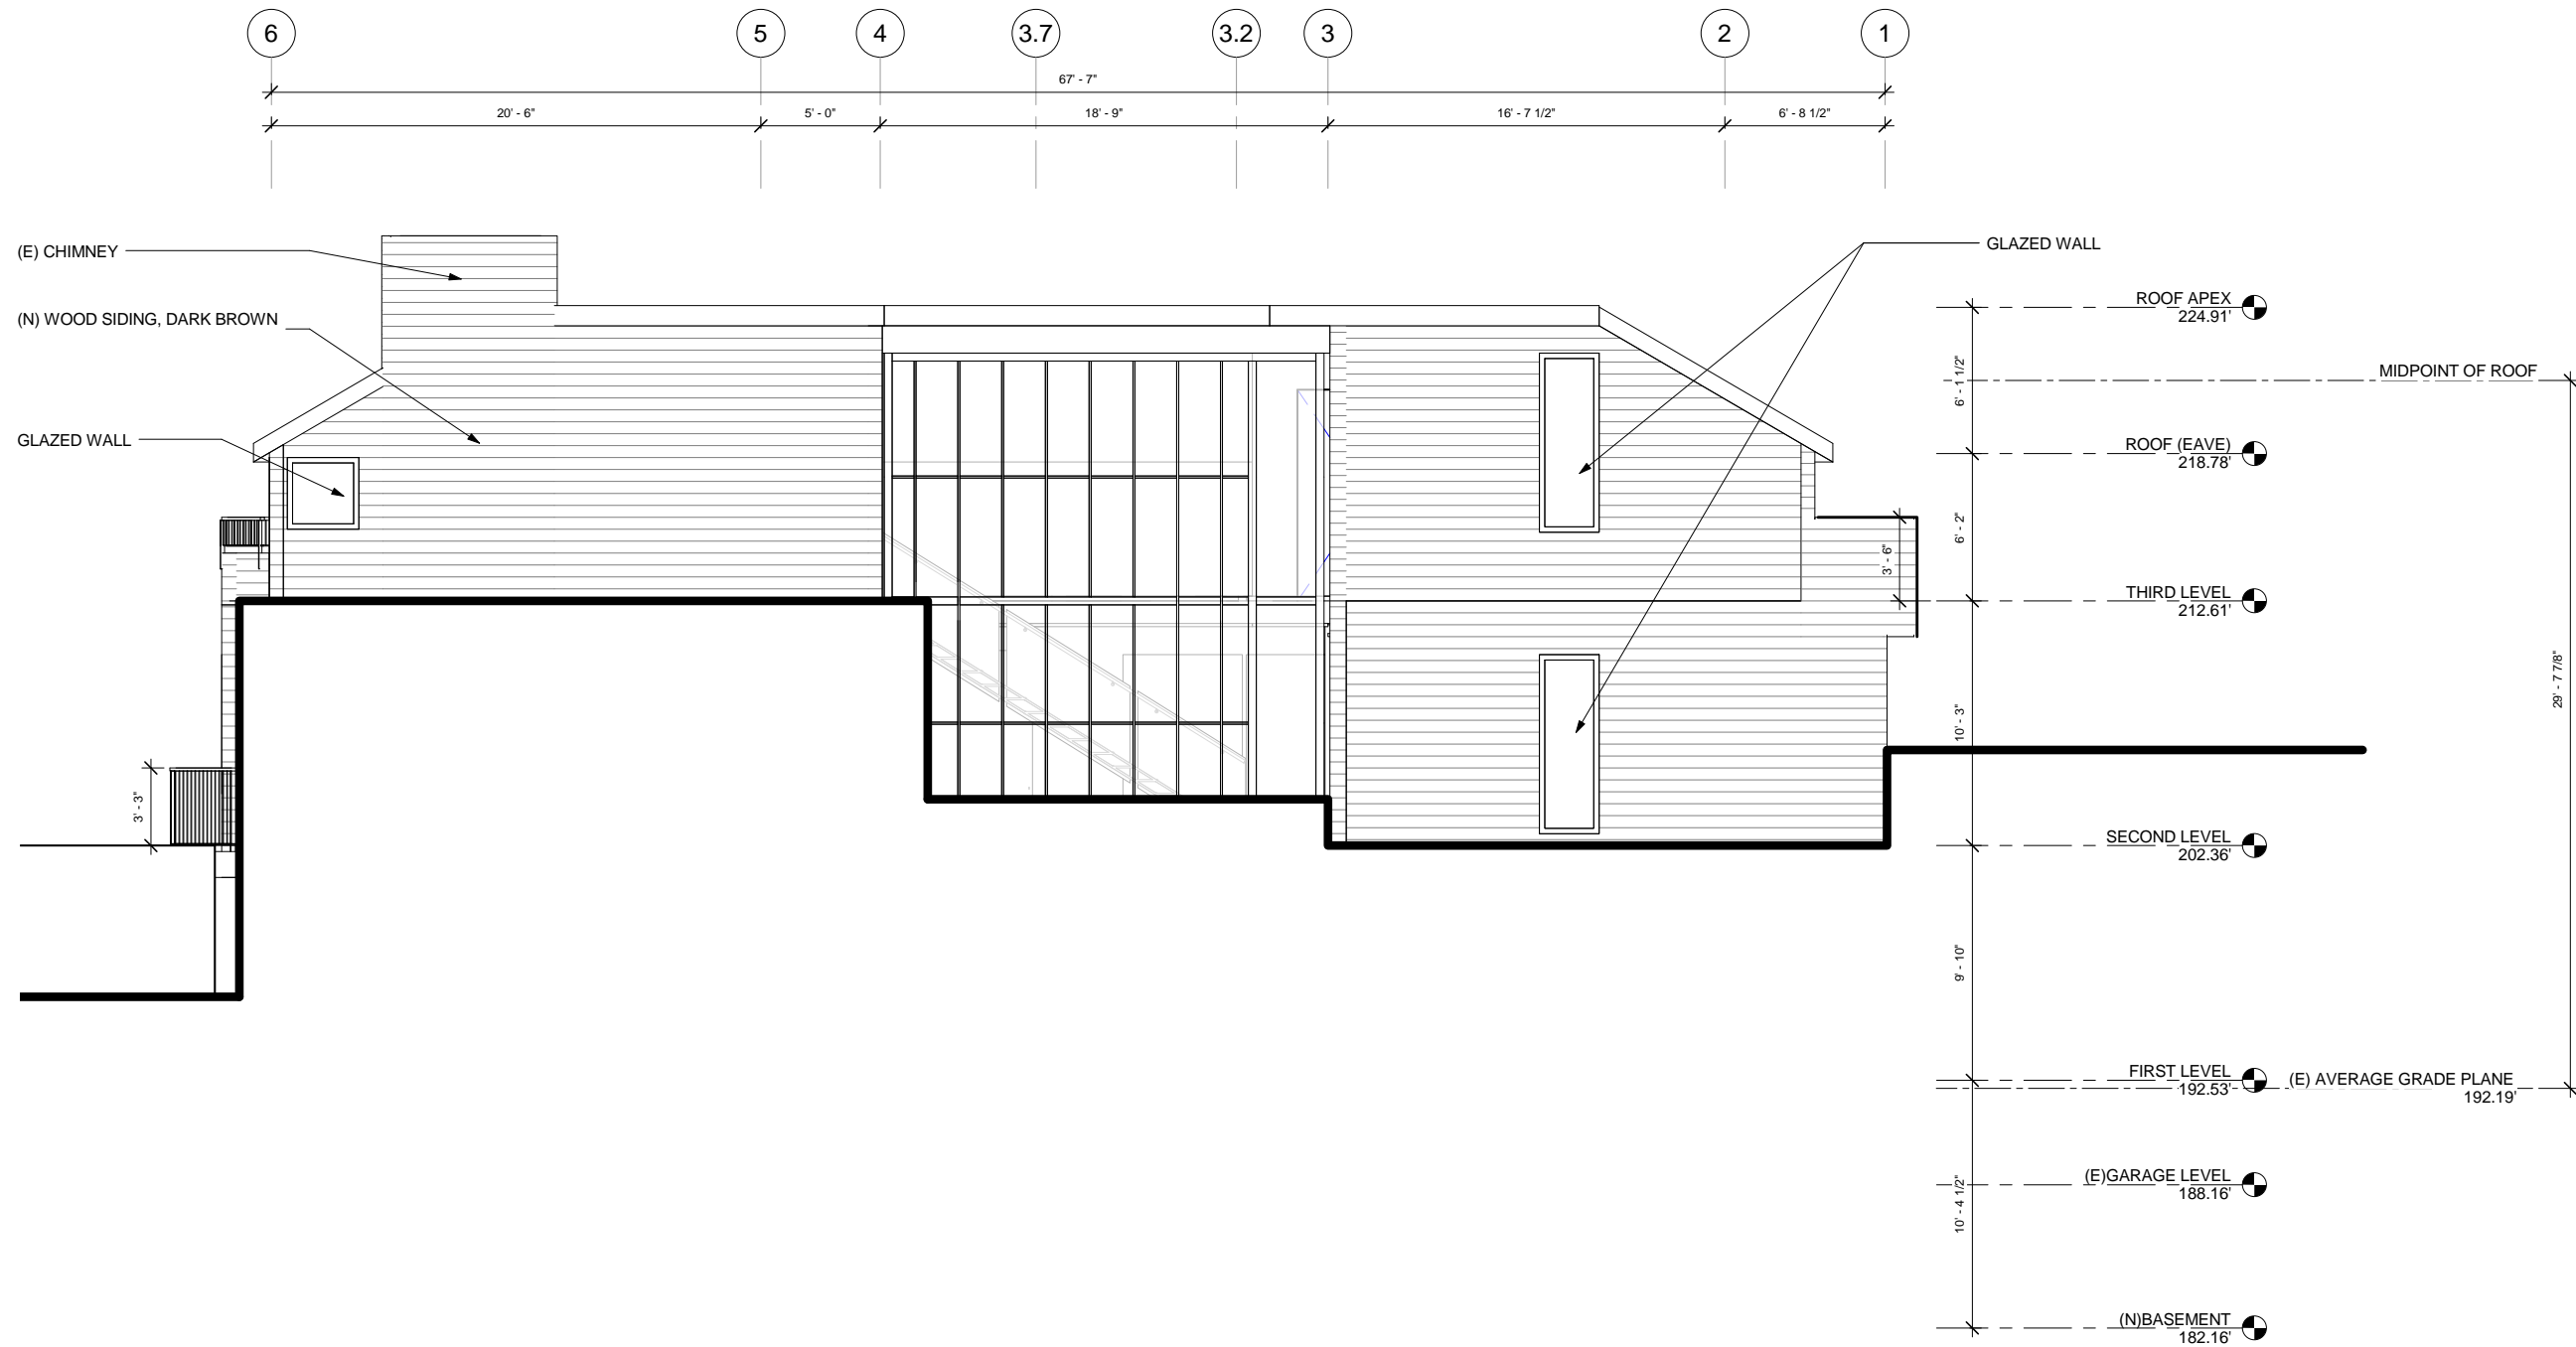 6 5 4 3.7 3.2 3 2 1
67' - 7"
20' - 6" 5' - 0" 18' - 9" 16' - 7 1/2" 6' - 8 1/2"
(E) CHIMNEY
(N) WOOD SIDING, DARK BROWN
GLAZED WALL
3' - 3"
GLAZED WALL
3' - 6"
6' - 1 1/2"
6' - 2"
10' - 3"
9' - 10"
10' - 4 1/2"
ROOF APEX
224.91'
MIDPOINT OF ROOF
ROOF (EAVE)
218.78'
THIRD LEVEL
212.61'
29' - 7 7/8"
SECOND LEVEL
202.36'
FIRST LEVEL
192.53'
(E) AVERAGE GRADE PLANE
192.19'
(E)GARAGE LEVEL
188.16'
(N)BASEMENT
182.16'